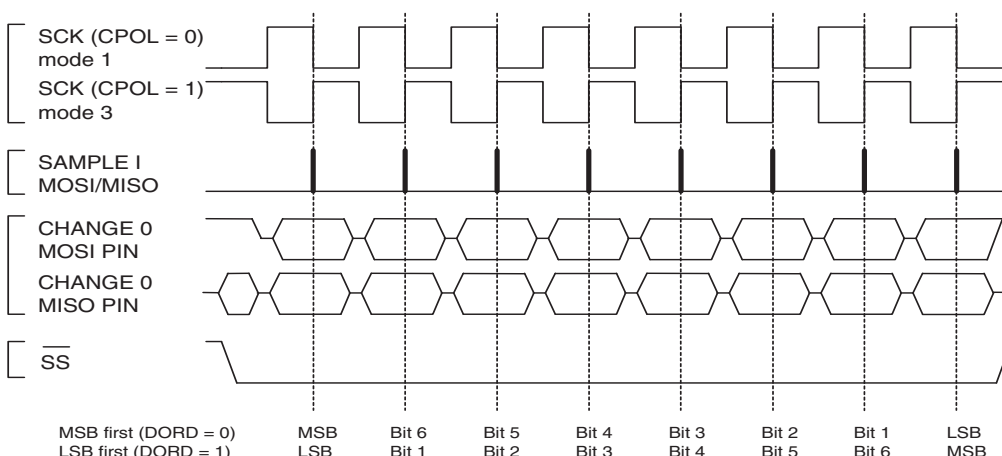 SCK (CPOL = 0)
mode 1
SCK (CPOL = 1)
mode 3
SAMPLE I
MOSI/MISO
CHANGE 0
MOSI PIN
CHANGE 0
MISO PIN
SS
MSB first (DORD = 0) MSB Bit 6 Bit 5 Bit 4 Bit 3 Bit 2 Bit 1 LSB
LSB first (DORD = 1) LSB Bit 1 Bit 2 Bit 3 Bit 4 Bit 5 Bit 6 MSB